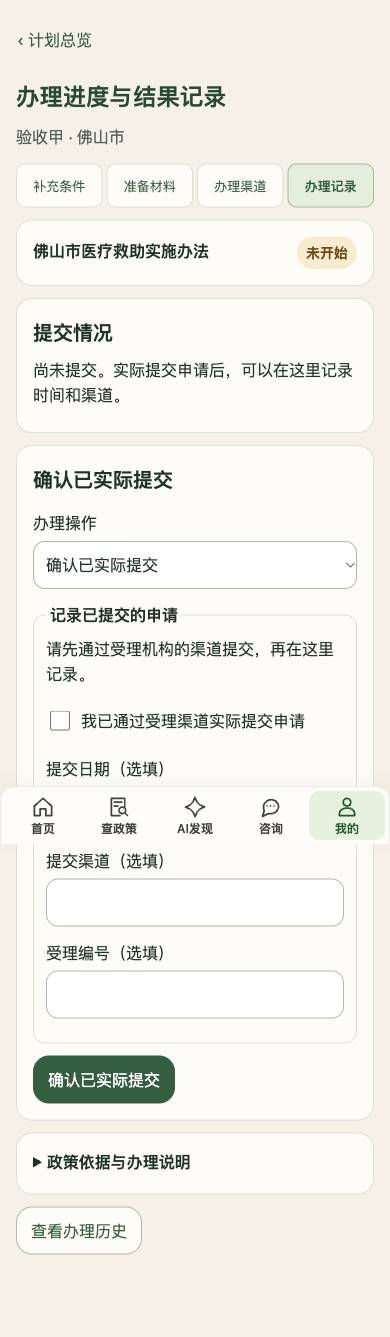 ‹ 计划总览
办理进度与结果记录
验收甲 · 佛山市
补充条件
准备材料
办理渠道
办理记录
佛山市医疗救助实施办法
未开始
提交情况
尚未提交。实际提交申请后，可以在这里记录
时间和渠道。
确认已实际提交
办理操作
确认已实际提交
记录已提交的申请
请先通过受理机构的渠道提交，再在这里
记录。
我已通过受理渠道实际提交申请
提交日期（选填）
首页
查政策
AI发现
咨询
我的
提交渠道（选填）
受理编号（选填）
确认已实际提交
▶ 政策依据与办理说明
查看办理历史